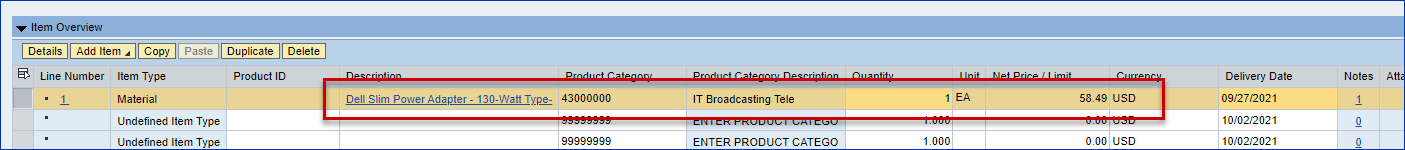 Item Overview
Details Add Item Copy Paste Duplicate Delete
Line Number Item Type Product ID Description Product Category Product Category Description Quantity Unit Net Price / Limit Currency Delivery Date Notes Atta
1 Material Dell Slim Power Adapter - 130-Watt Type- 43000000 IT Broadcasting Tele 1 EA 58.49 USD 09/27/2021 1
Undefined Item Type 99999999 ENTER PRODUCT CATEGO 1.000 0.00 USD 10/02/2021 0
Undefined Item Type 99999999 ENTER PRODUCT CATEGO 1.000 0.00 USD 10/02/2021 0